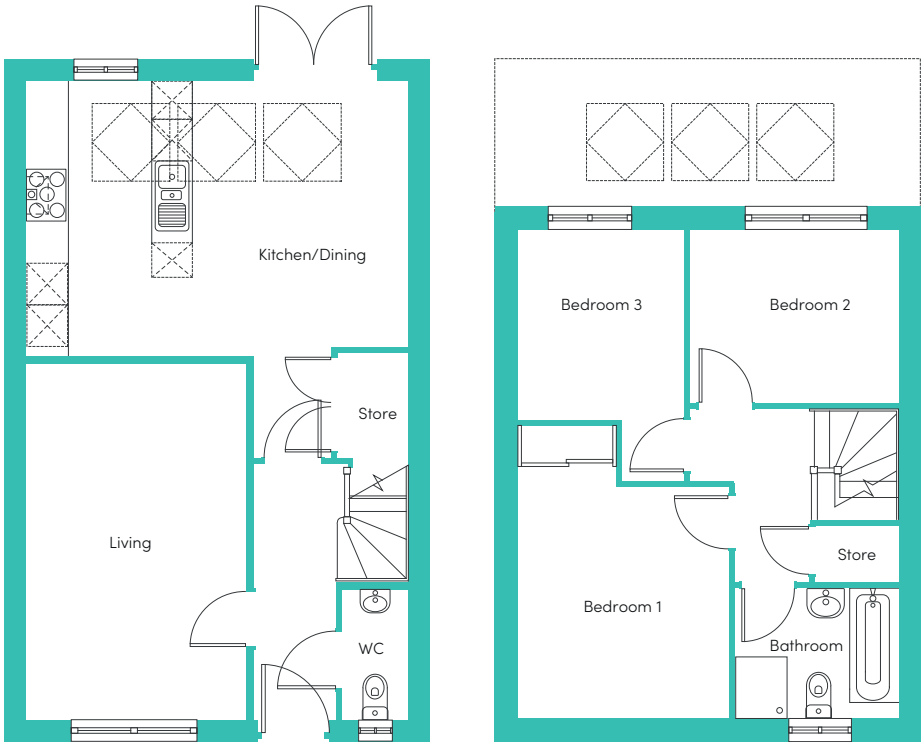 Kitchen/Dining
Store
Living
WC
Bedroom 3
Bedroom 2
Store
Bedroom 1
Bathroom